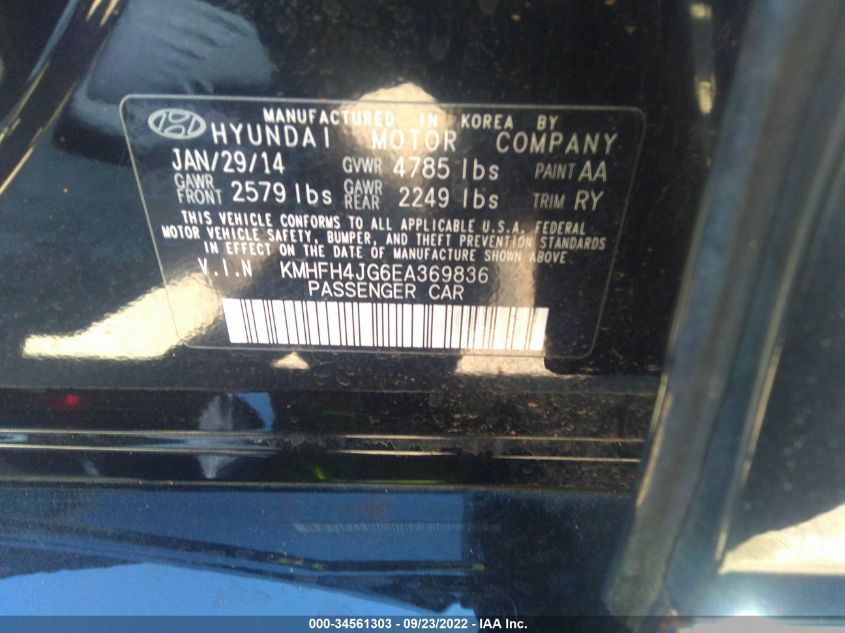 MANUFACTURED IN KOREA BY
HYUNDAI MOTOR COMPANY
JAN/29/14 GVWR 4785 lbs PAINT AA
GAWR FRONT 2579 lbs GAWR REAR 2249 lbs TRIM RY
THIS VEHICLE CONFORMS TO ALL APPLICABLE U.S.A. FEDERAL
MOTOR VEHICLE SAFETY, BUMPER, AND THEFT PREVENTION STANDARDS
IN EFFECT ON THE DATE OF MANUFACTURE SHOWN ABOVE
V.I.N KMHFH4JG6EA369836
PASSENGER CAR
000-34561303 - 09/23/2022 - IAA Inc.